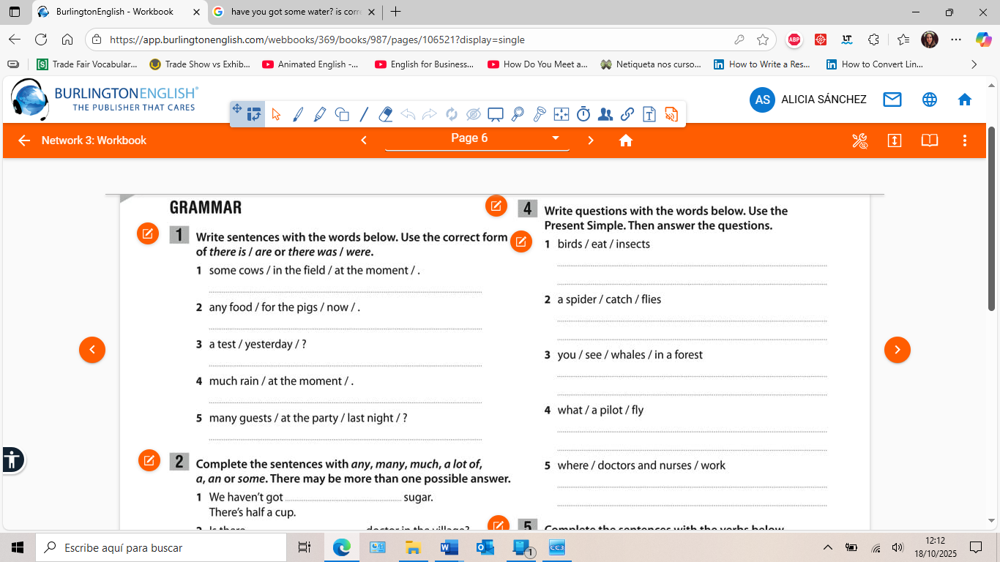 BurlingtonEnglish - Workbook
have you got some water? is corre
https://app.burlingtonenglish.com/webbooks/369/books/987/pages/106521?display=single
ABP
LT
Trade Fair Vocabular...
Trade Show vs Exhib...
Animated English -...
English for Business...
How Do You Meet a...
Netiqueta nos curso...
How to Write a Res...
How to Convert Lin...
BURLINGTONENGLISH®
THE PUBLISHER THAT CARES
AS
ALICIA SÁNCHEZ
Network 3: Workbook
Page 6
GRAMMAR
1 Write sentences with the words below. Use the correct form
of there is / are or there was / were.
1 some cows / in the field / at the moment / .
2 any food / for the pigs / now / .
3 a test / yesterday / ?
4 much rain / at the moment / .
5 many guests / at the party / last night / ?
2 Complete the sentences with any, many, much, a lot of,
a, an or some. There may be more than one possible answer.
1 We haven't got sugar.
There's half a cup.
2 Is there doctor in the village?
4 Write questions with the words below. Use the
Present Simple. Then answer the questions.
1 birds / eat / insects
2 a spider / catch / flies
3 you / see / whales / in a forest
4 what / a pilot / fly
5 where / doctors and nurses / work
5 Complete the sentences with the verbs below.
Escribe aquí para buscar
1
CC3
12:12
18/10/2025